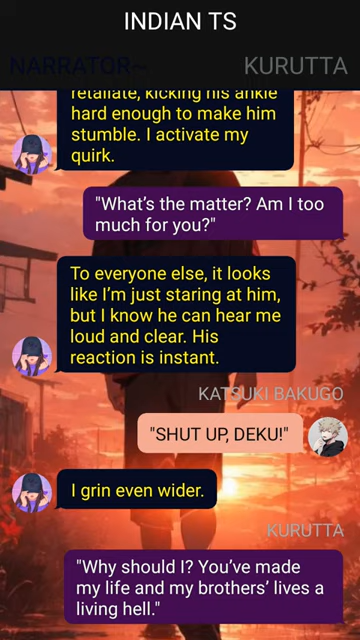 INDIAN TS
NARRATOR~
KURUTTA
retaliate, kicking his ankle
hard enough to make him
stumble. I activate my
quirk.
"What's the matter? Am I too
much for you?"
To everyone else, it looks
like I'm just staring at him,
but I know he can hear me
loud and clear. His
reaction is instant.
KATSUKI BAKUGO
"SHUT UP, DEKU!"
I grin even wider.
KURUTTA
"Why should I? You've made
my life and my brothers' lives a
living hell."